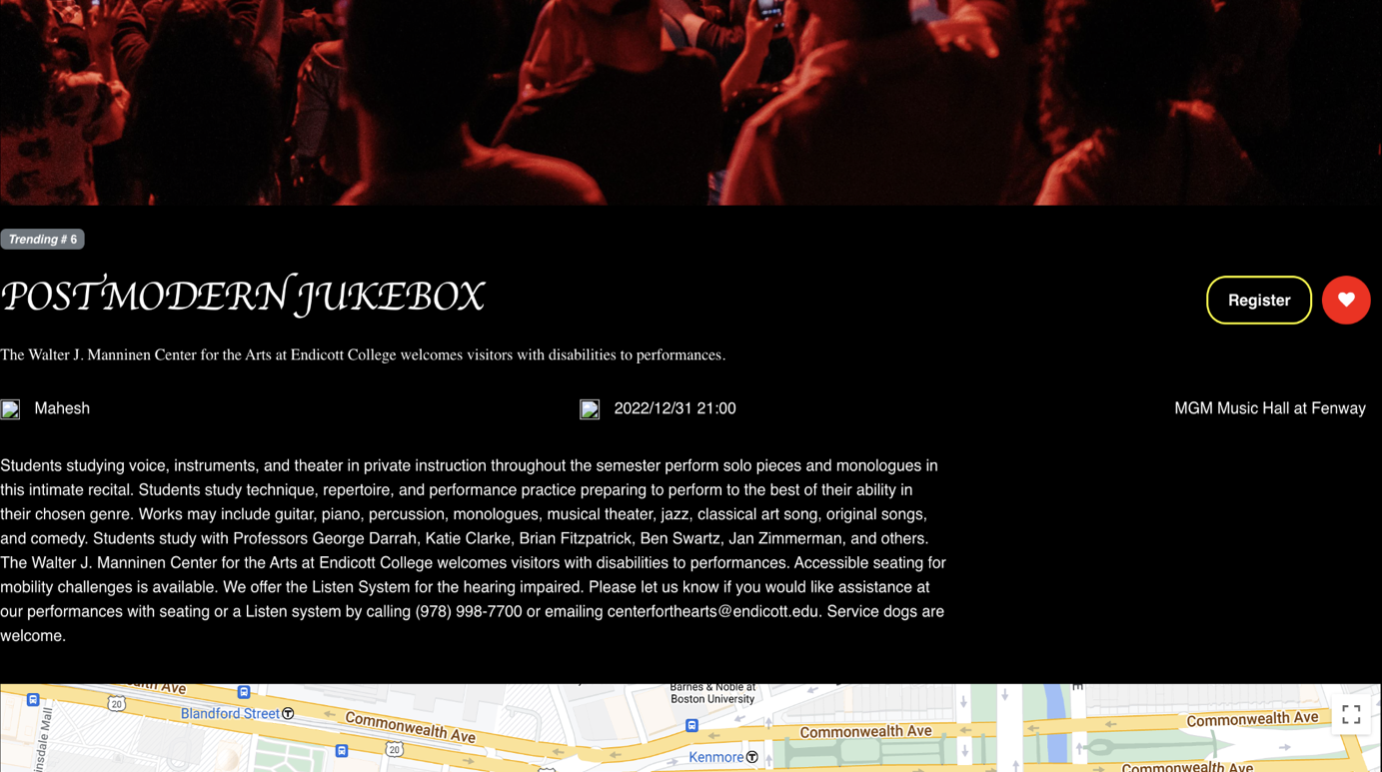 Trending # 6
POSTMODERN JUKEBOX
Register
The Walter J. Manninen Center for the Arts at Endicott College welcomes visitors with disabilities to performances.
Mahesh
2022/12/31 21:00
MGM Music Hall at Fenway
Students studying voice, instruments, and theater in private instruction throughout the semester perform solo pieces and monologues in
this intimate recital. Students study technique, repertoire, and performance practice preparing to perform to the best of their ability in
their chosen genre. Works may include guitar, piano, percussion, monologues, musical theater, jazz, classical art song, original songs,
and comedy. Students study with Professors George Darrah, Katie Clarke, Brian Fitzpatrick, Ben Swartz, Jan Zimmerman, and others.
The Walter J. Manninen Center for the Arts at Endicott College welcomes visitors with disabilities to performances. Accessible seating for
mobility challenges is available. We offer the Listen System for the hearing impaired. Please let us know if you would like assistance at
our performances with seating or a Listen system by calling (978) 998-7700 or emailing centerforthearts@endicott.edu. Service dogs are
welcome.
Ave
Barnes & Noble at
Boston University
20
Blandford Street
T
Commonwealth Ave
Commonwealth Ave
Commonwealth Ave
20
Kenmore
T
Commonwealth Ave